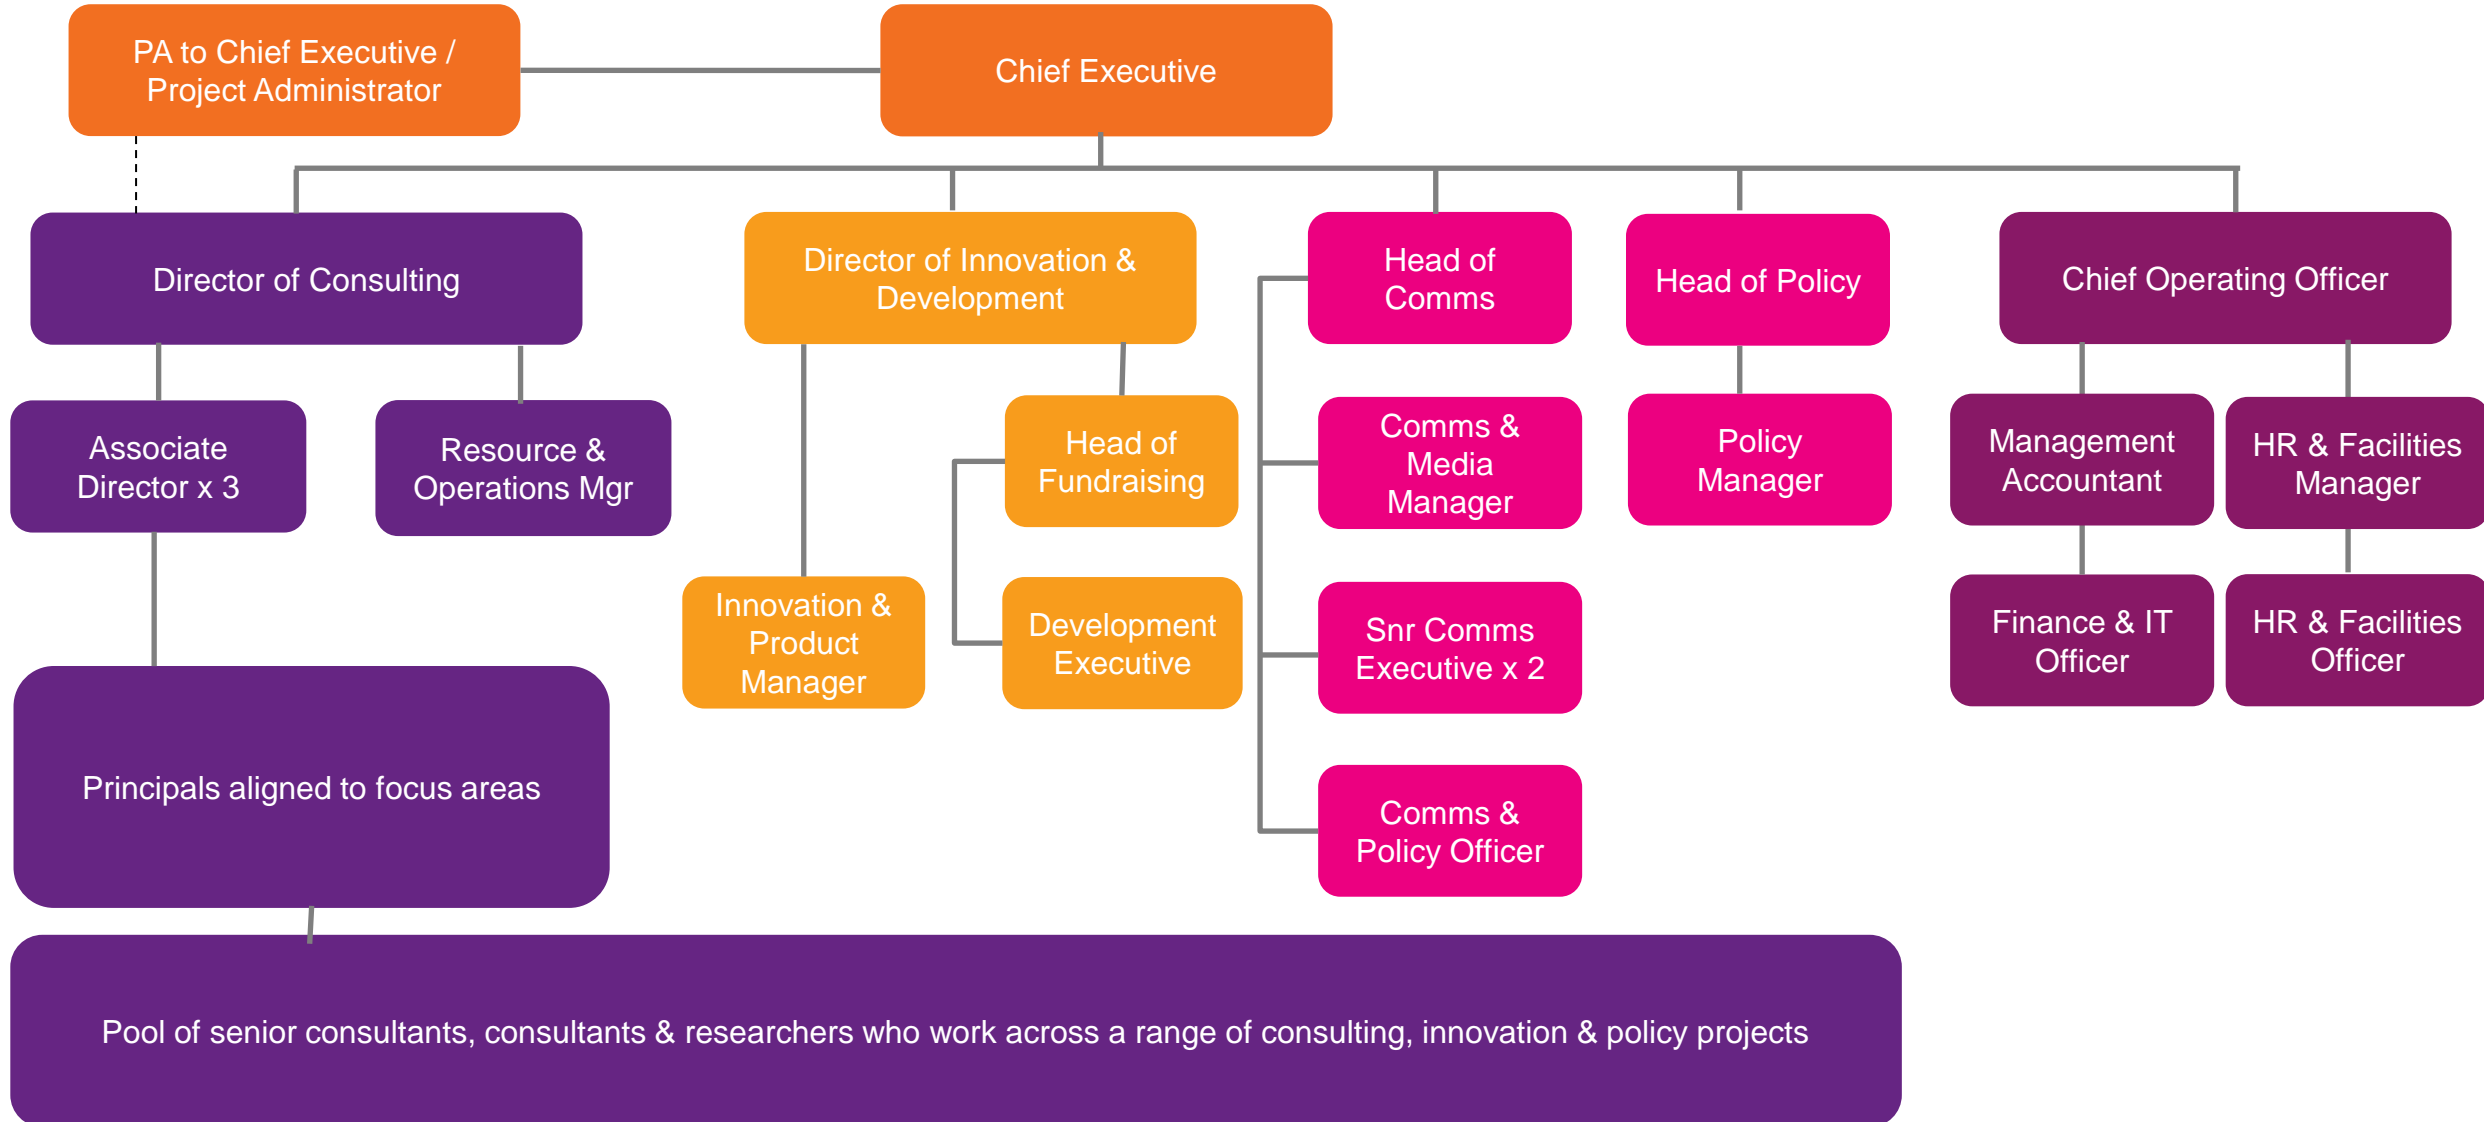 PA to Chief Executive /
Project Administrator
Chief Executive
Director of Consulting
Director of Innovation &
Development
Head of
Comms
Head of Policy
Chief Operating Officer
Associate
Director x 3
Resource &
Operations Mgr
Head of
Fundraising
Comms &
Media
Manager
Policy
Manager
Management
Accountant
HR & Facilities
Manager
Innovation &
Product
Manager
Development
Executive
Snr Comms
Executive x 2
Finance & IT
Officer
HR & Facilities
Officer
Principals aligned to focus areas
Comms &
Policy Officer
Pool of senior consultants, consultants & researchers who work across a range of consulting, innovation & policy projects